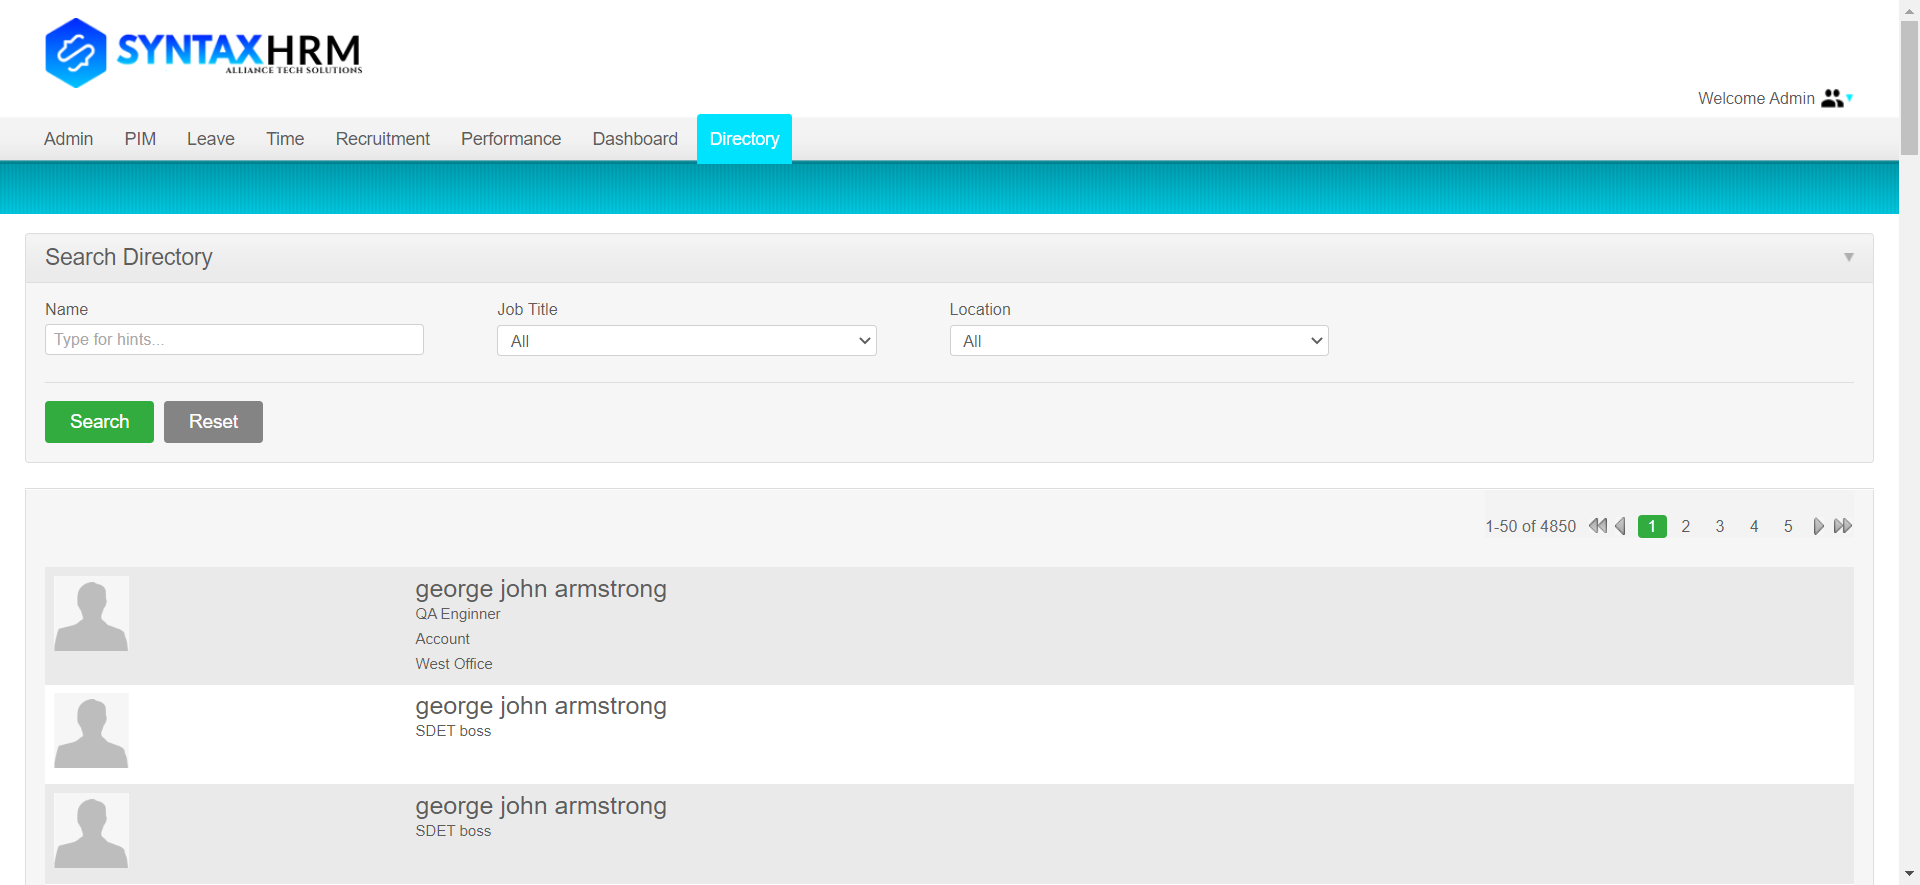 SYNTAXHRM
ALLIANCE TECH SOLUTIONS
Welcome Admin
Admin PIM Leave Time Recruitment Performance Dashboard Directory
Search Directory
Name Job Title Location
Type for hints... All All
Search Reset
1-50 of 4850 1 2 3 4 5
george john armstrong
QA Enginner
Account
West Office
george john armstrong
SDET boss
george john armstrong
SDET boss